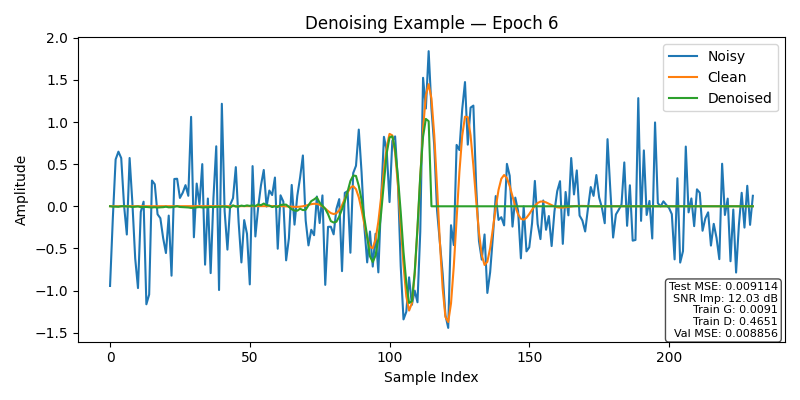 Denoising Example — Epoch 6
Amplitude
2.0
1.5
1.0
0.5
0.0
−0.5
−1.0
−1.5
Noisy
Clean
Denoised
Test MSE: 0.009114
SNR Imp: 12.03 dB
Train G: 0.0091
Train D: 0.4651
Val MSE: 0.008856
0 50 100 150 200
Sample Index